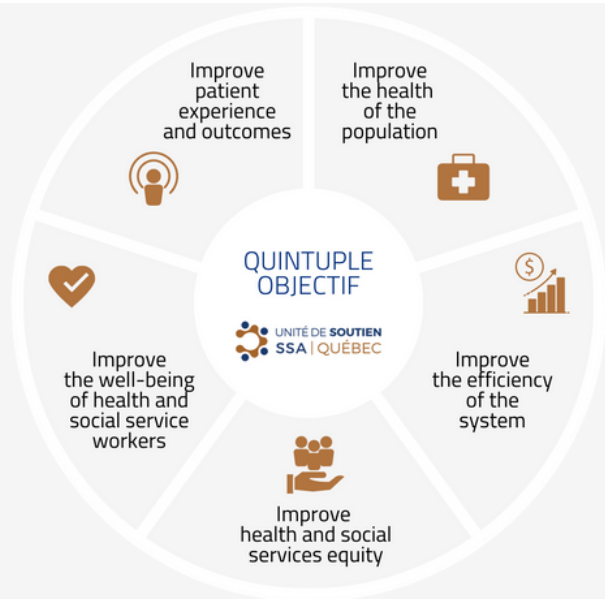 Improve
patient
experience
and outcomes
Improve
the health
of the
population
$
QUINTUPLE
OBJECTIF
UNITÉ DE SOUTIEN
SSA | QUÉBEC
Improve
the well-being
of health and
social service
workers
Improve
the efficiency
of the
system
Improve
health and social
services equity